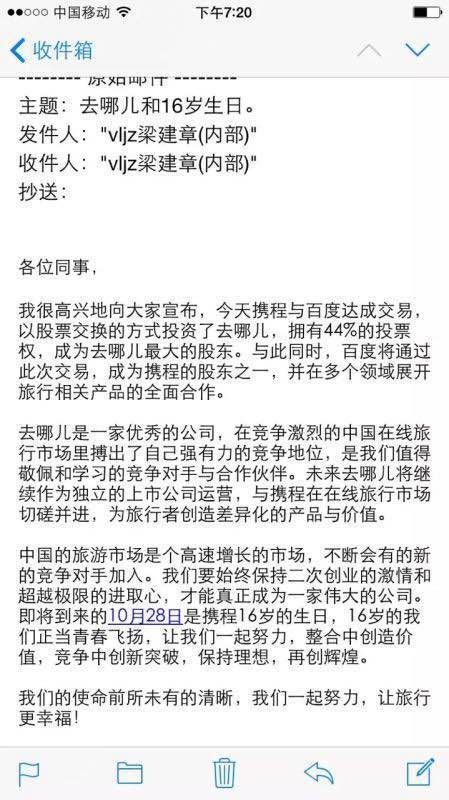 中国移动
下午7:20
收件箱
-------- 原始邮件 --------
主题：去哪儿和16岁生日。
发件人："vljz梁建章(内部)"
收件人："vljz梁建章(内部)"
抄送：
各位同事，
我很高兴地向大家宣布，今天携程与百度达成交易，
以股票交换的方式投资了去哪儿，拥有44%的投票
权，成为去哪儿最大的股东。与此同时，百度将通过
此次交易，成为携程的股东之一，并在多个领域展开
旅行相关产品的全面合作。
去哪儿是一家优秀的公司，在竞争激烈的中国在线旅
行市场里搏出了自己强有力的竞争地位，是我们值得
敬佩和学习的竞争对手与合作伙伴。未来去哪儿将继
续作为独立的上市公司运营，与携程在在线旅行市场
切磋并进，为旅行者创造差异化的产品与价值。
中国的旅游市场是个高速增长的市场，不断会有的新
的竞争对手加入。我们要始终保持二次创业的激情和
超越极限的进取心，才能真正成为一家伟大的公司。
即将到来的10月28日是携程16岁的生日，16岁的我
们正当青春飞扬，让我们一起努力，整合中创造价
值，竞争中创新突破，保持理想，再创辉煌。
我们的使命前所未有的清晰，我们一起努力，让旅行
更幸福！